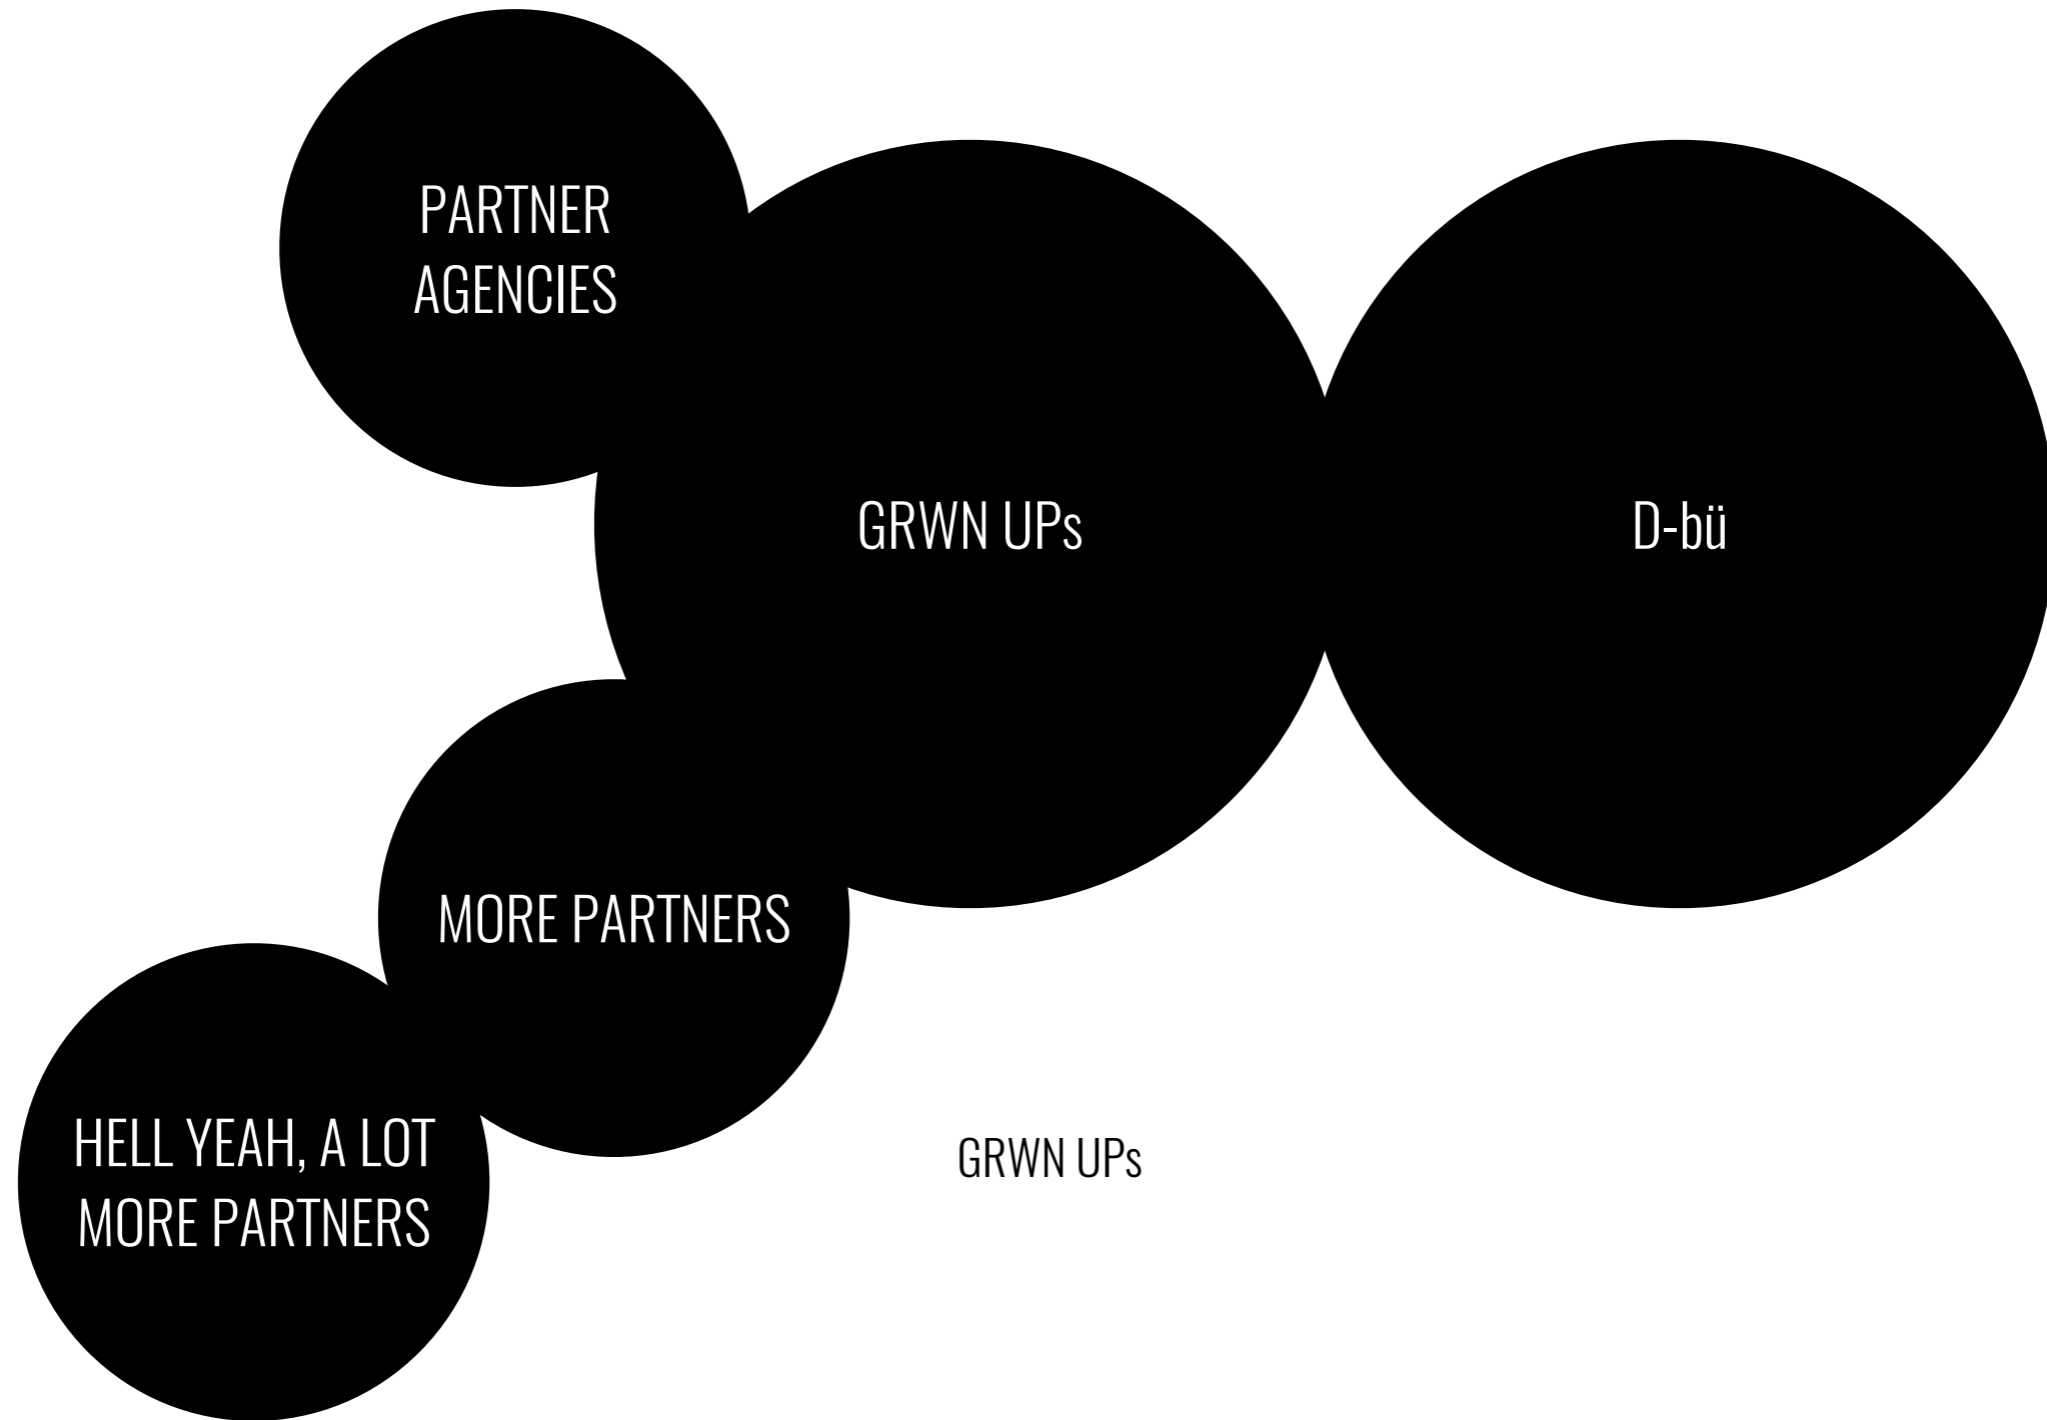 PARTNER
AGENCIES
GRWN UPs
D-bü
MORE PARTNERS
HELL YEAH, A LOT
MORE PARTNERS
GRWN UPs